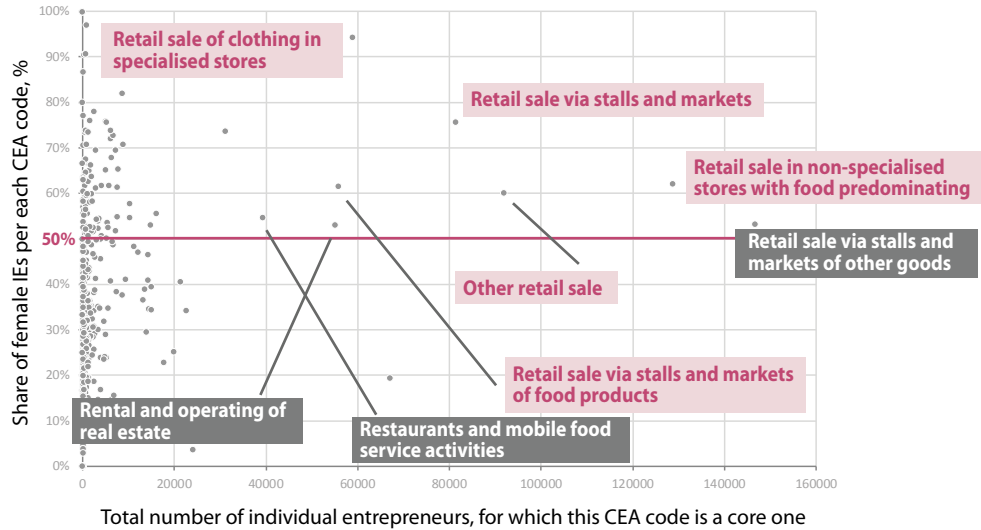 Share of female IEs per each CEA code, %
100%
90%
80%
70%
60%
50%
40%
30%
20%
10%
0%
Retail sale of clothing in
specialised stores
Retail sale via stalls and markets
Retail sale in non-specialised
stores with food predominating
Retail sale via stalls and
markets of other goods
Other retail sale
Retail sale via stalls and markets
of food products
Rental and operating of
real estate
Restaurants and mobile food
service activities
0
20000
40000
60000
80000
100000
120000
140000
160000
Total number of individual entrepreneurs, for which this CEA code is a core one